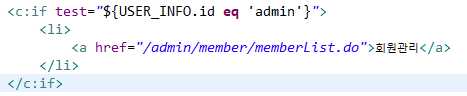 <c:if test="${USER_INFO.id eq 'admin'}">
<li>
<a href="/admin/member/memberList.do">회원관리</a>
</li>
</c:if>